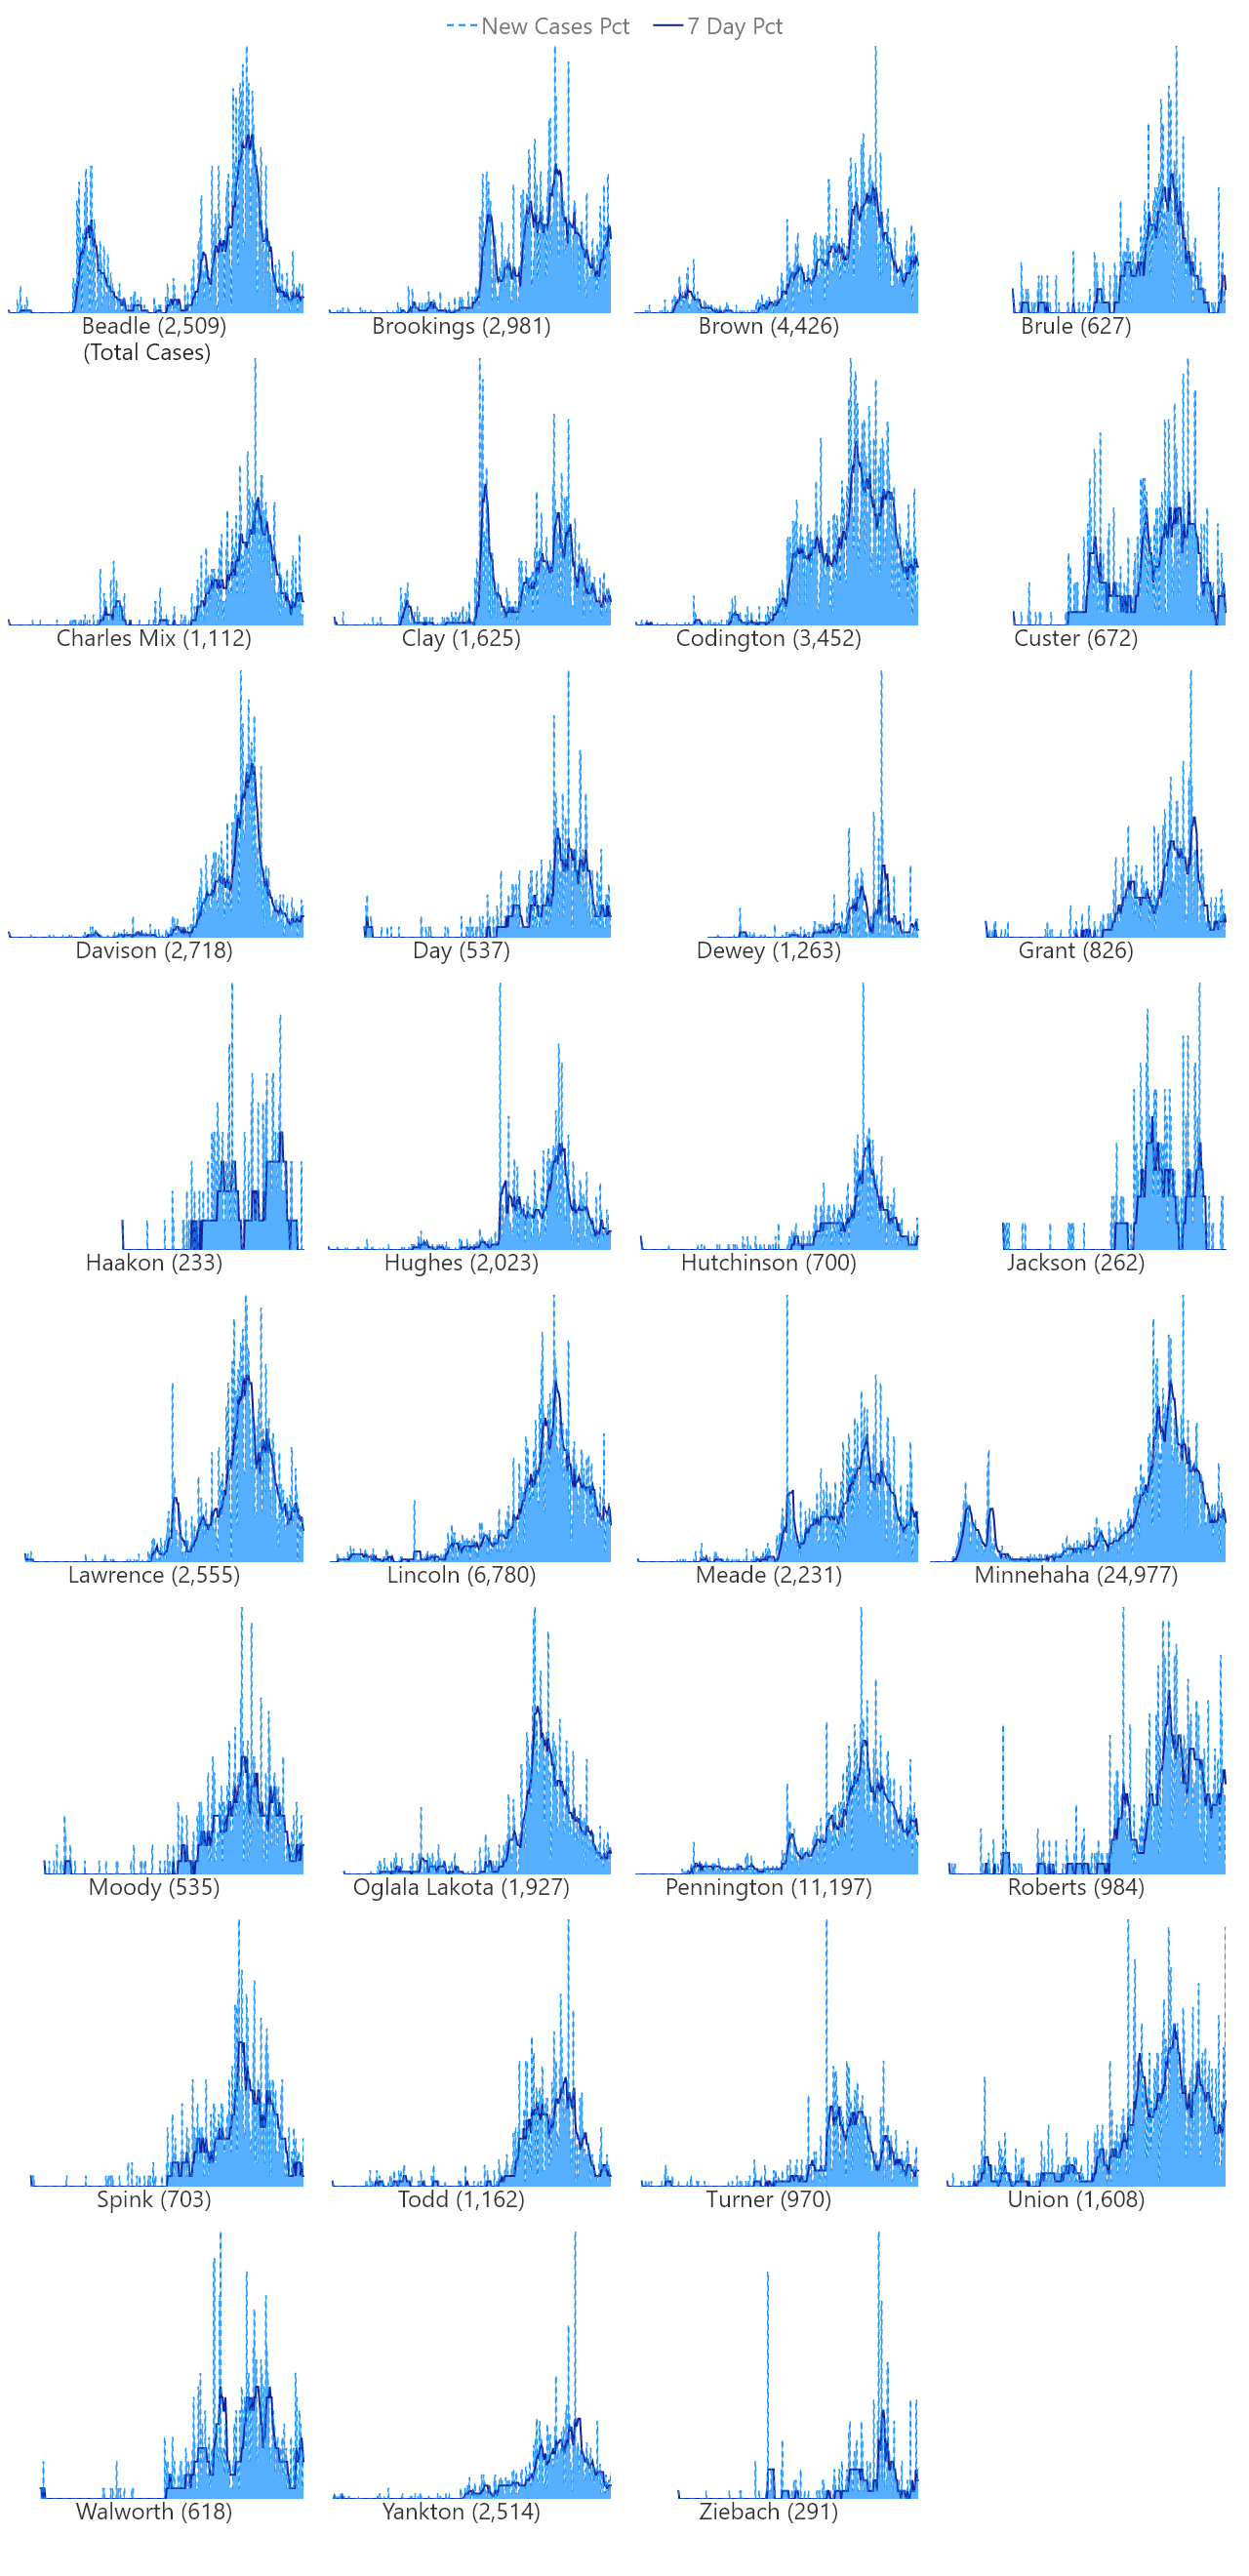 New Cases Pct 7 Day Pct
Beadle (2,509) Brookings (2,981) Brown (4,426) Brule (627)
(Total Cases)
Charles Mix (1,112) Clay (1,625) Codington (3,452) Custer (672)
Davison (2,718) Day (537) Dewey (1,263) Grant (826)
Haakon (233) Hughes (2,023) Hutchinson (700) Jackson (262)
Lawrence (2,555) Lincoln (6,780) Meade (2,231) Minnehaha (24,977)
Moody (535) Oglala Lakota (1,927) Pennington (11,197) Roberts (984)
Spink (703) Todd (1,162) Turner (970) Union (1,608)
Walworth (618) Yankton (2,514) Ziebach (291)